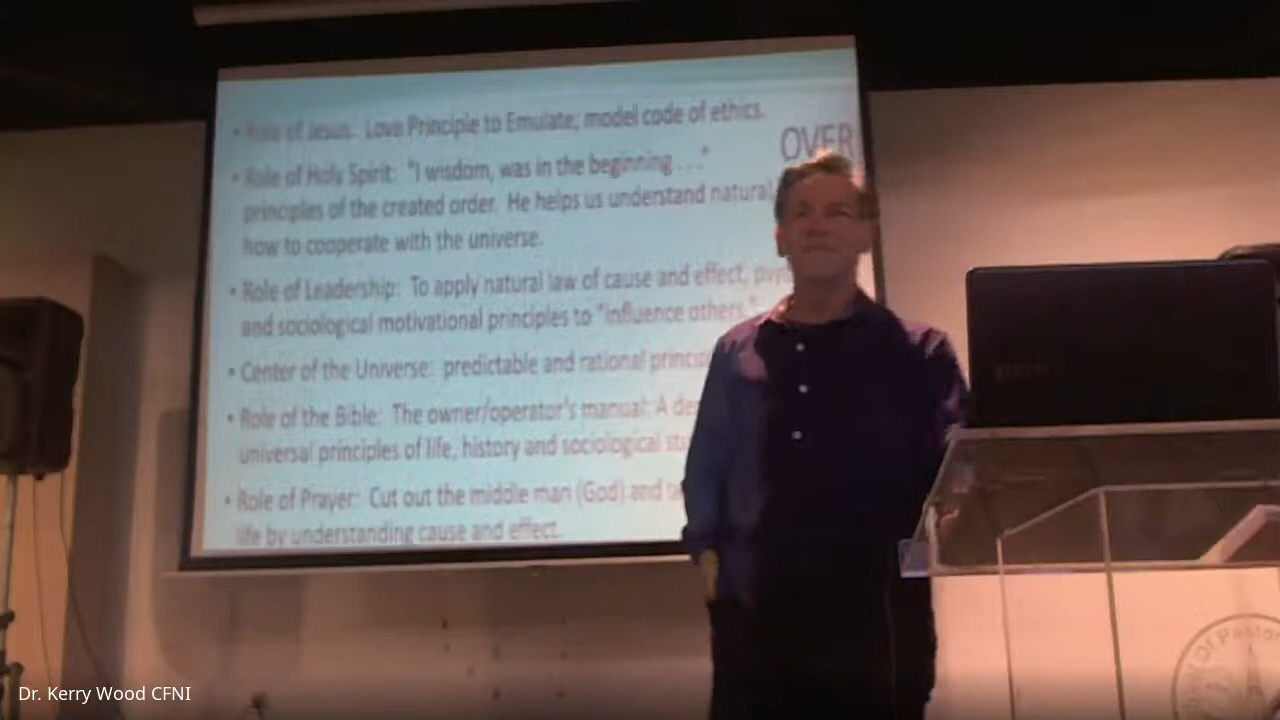 • Role of Jesus: Love Principle to Emulate, model code of ethics.
OVER
• Role of Holy Spirit: "I wisdom, was in the beginning . . ."
principles of the created order. He helps us understand natural
how to cooperate with the universe.
• Role of Leadership: To apply natural law of cause and effect,
and sociological motivational principles to "influence others."
• Center of the Universe: predictable and rational
• Role of the Bible: The owner/operator's manual: A
universal principles of life, history and sociological
• Role of Prayer: Cut out the middle man (God) and
life by understanding cause and effect.
Of Pastor
Dr. Kerry Wood CFNI